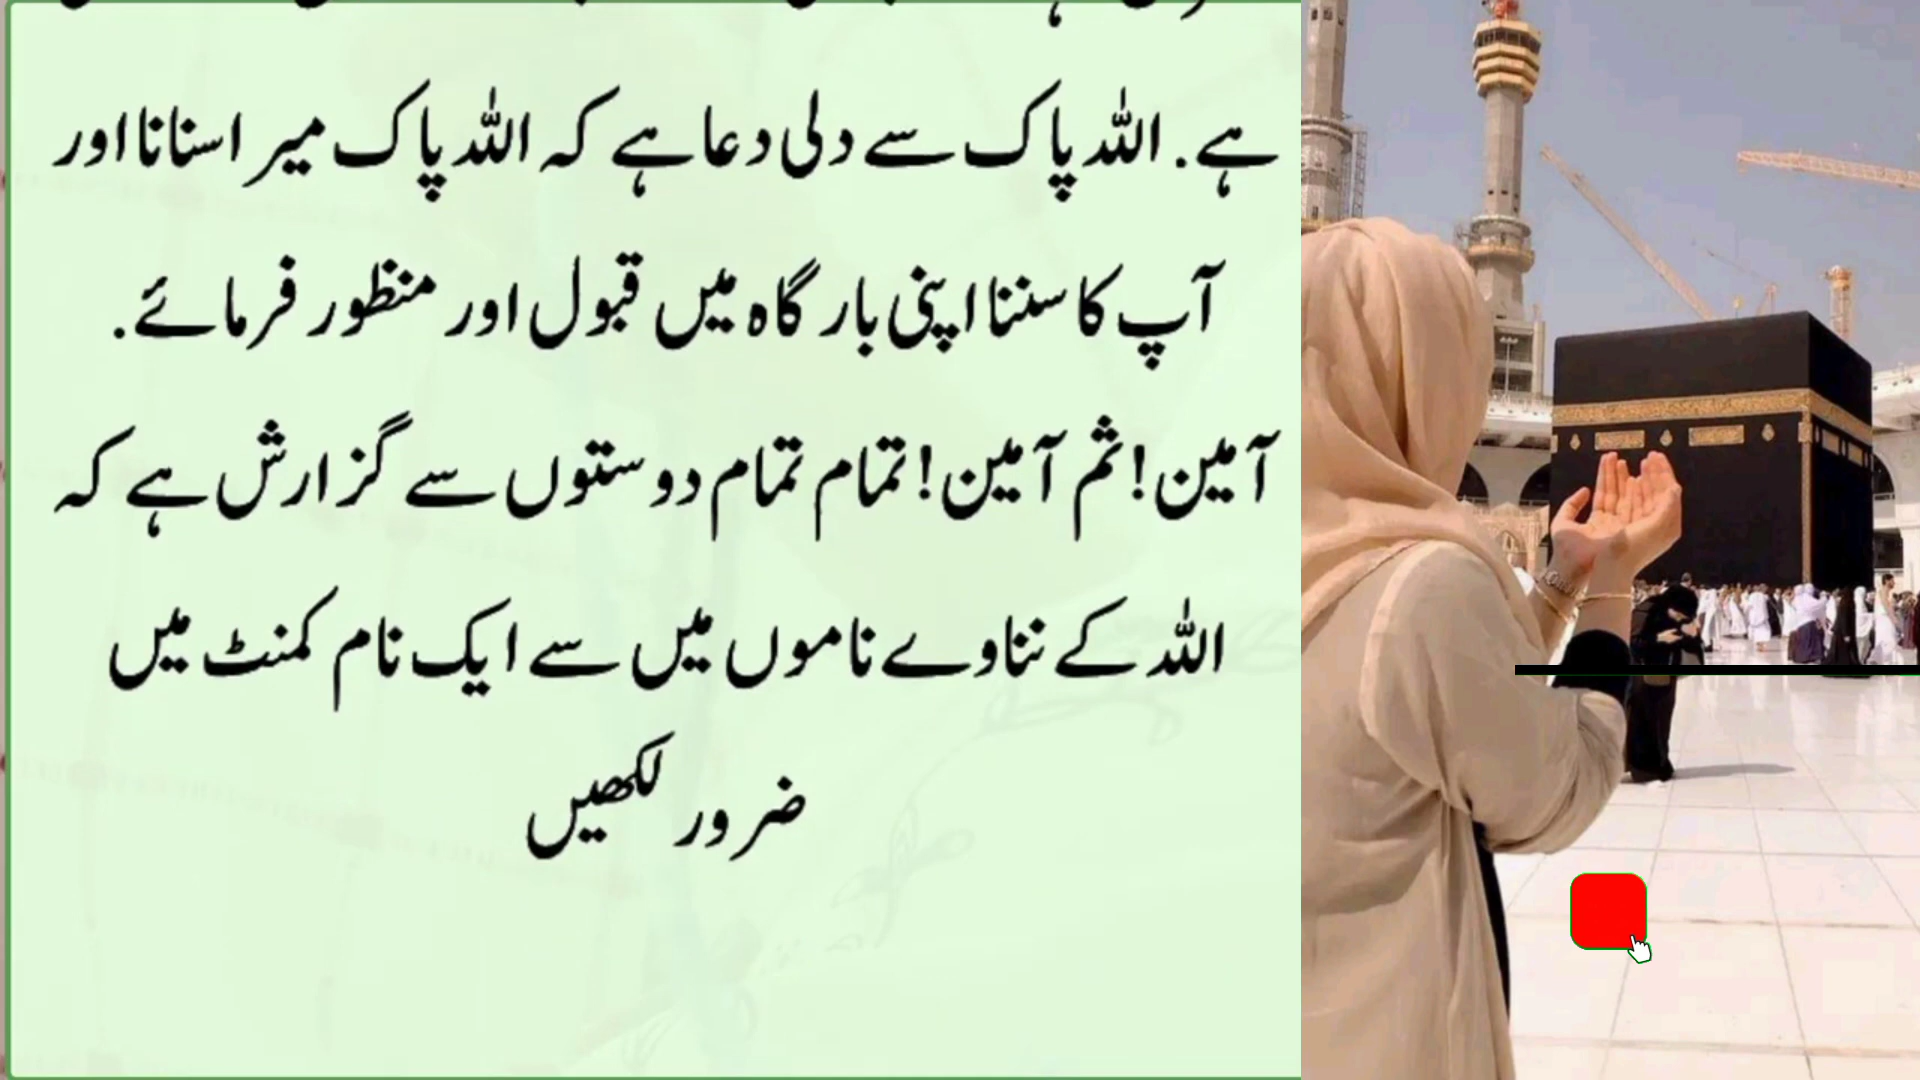 ہے. اللہ پاک سے دلی دعا ہے کہ اللہ پاک میرا سنانا اور
آپ کا سننا اپنی بارگاہ میں قبول اور منظور فرمائے.
آمین! ثم آمین! تمام تمام دوستوں سے گزارش ہے کہ
اللہ کے ننانوے ناموں میں سے ایک نام کمنٹ میں
ضرور لکھیں